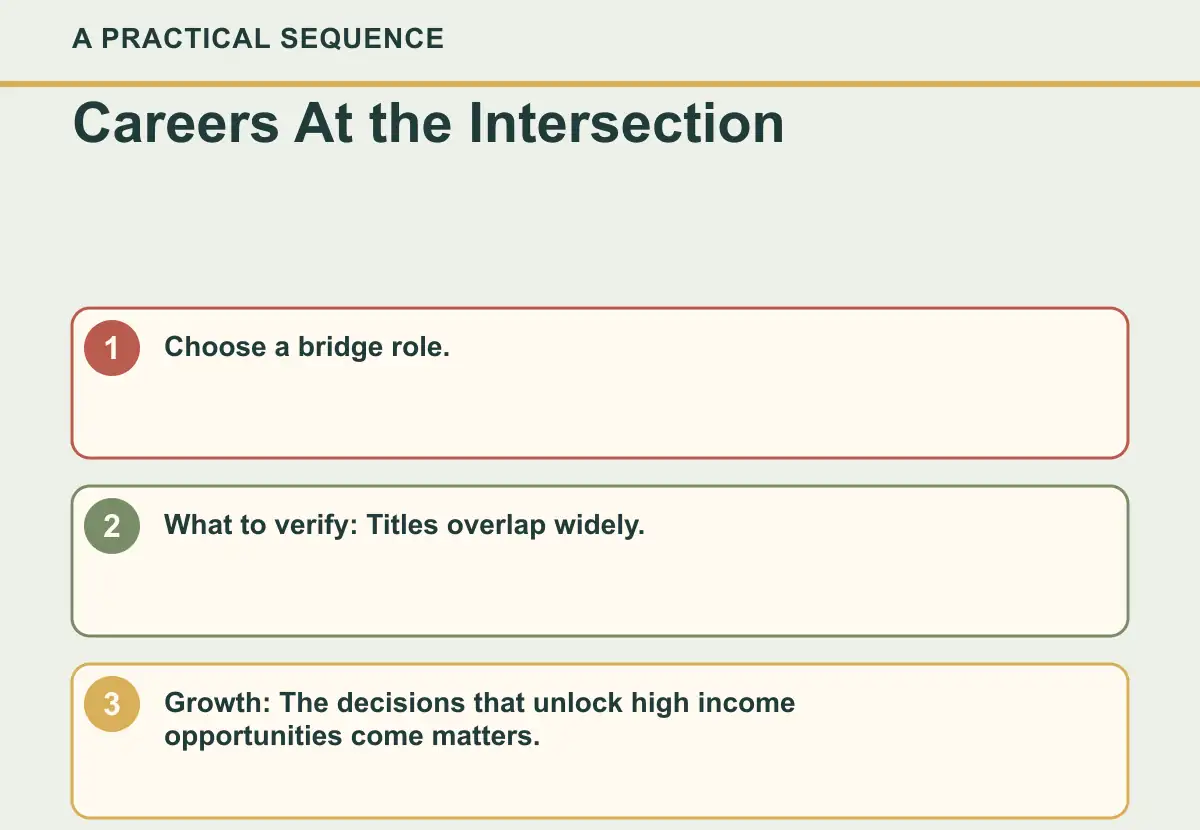 A PRACTICAL SEQUENCE
Careers At the Intersection
1
Choose a bridge role.
2
What to verify: Titles overlap widely.
3
Growth: The decisions that unlock high income
opportunities come matters.